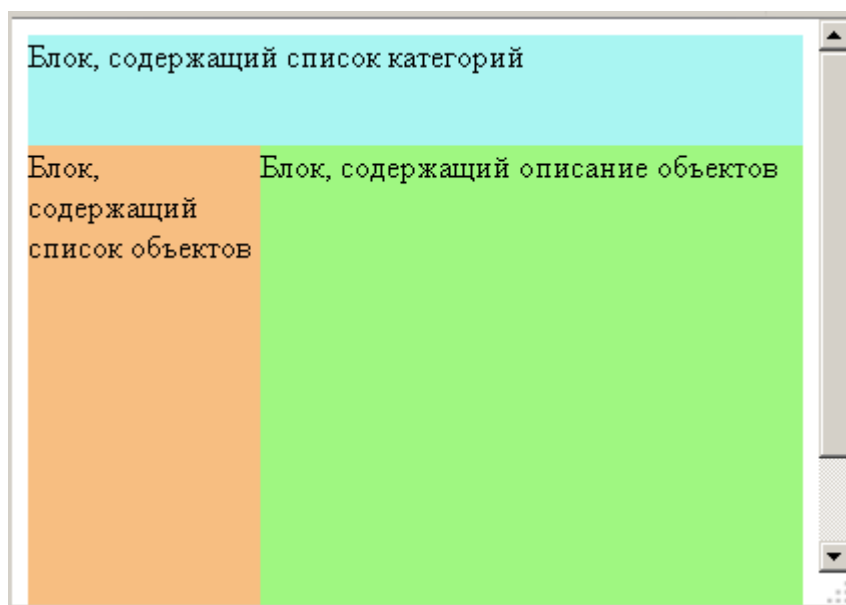 Блок, содержащий список категорий
Блок,
содержащий
список объектов
Блок, содержащий описание объектов